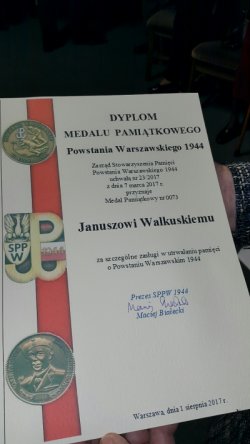 DYPLOM
MEDALU PAMIĄTKOWEGO
Powstania Warszawskiego 1944
Zarząd Stowarzyszenia Pamięci
Powstania Warszawskiego 1944
uchwałą nr 23/2017
z dnia 7 marca 2017 r.
przyznaje
Medal Pamiątkowy nr 0073
Januszowi Walkuskiemu
za szczególne zasługi w utrwalaniu pamięci
o Powstaniu Warszawskim 1944
SPP
W
1944
Prezes SPPW 1944
Maciej Białecki
Warszawa, dnia 1. sierpnia 2017 r.